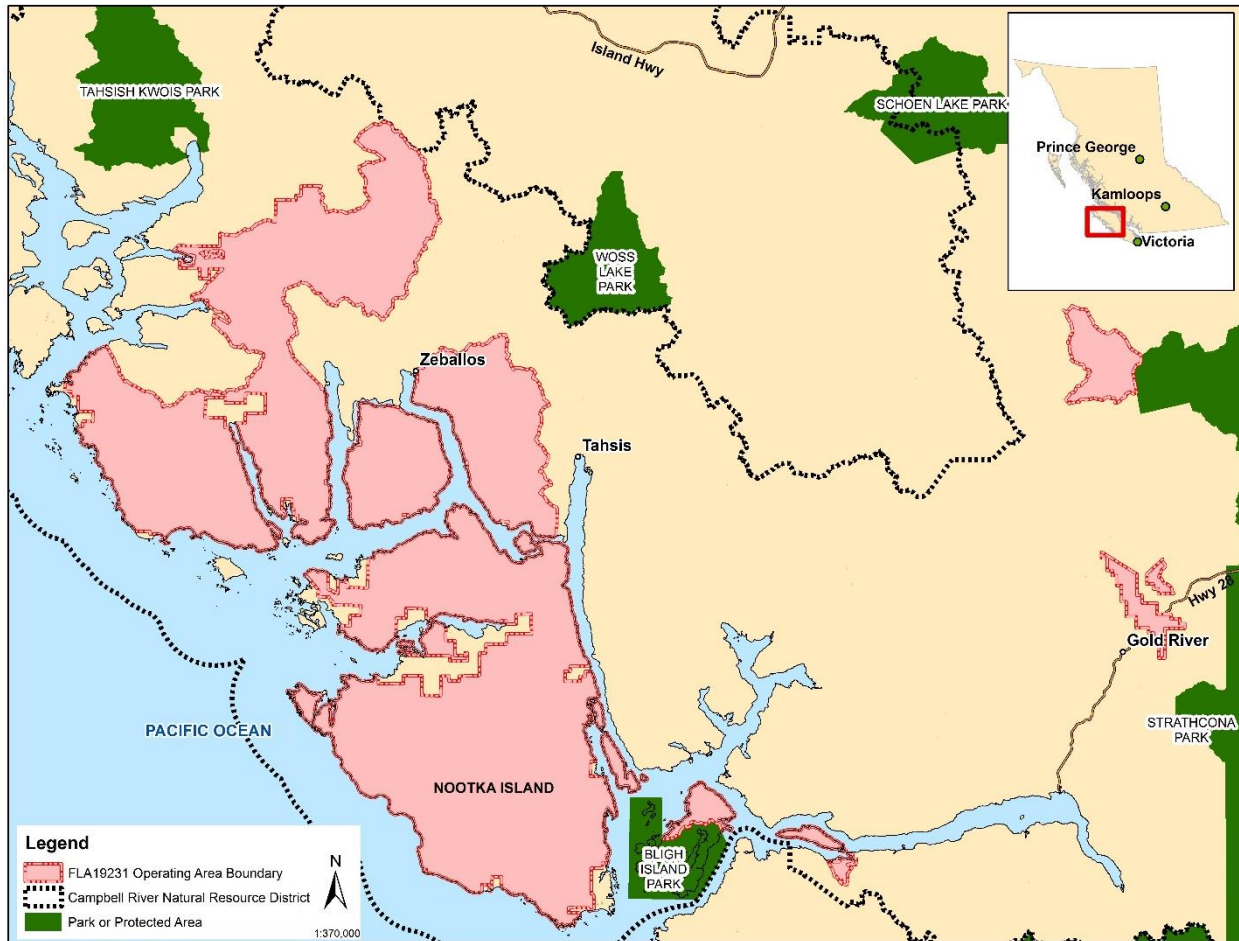 Island Hwy
TAHSISH KWOIS PARK
SCHOEN LAKE PARK
Prince George
Kamloops
Victoria
WOSS
LAKE
PARK
Zeballos
Tahsis
Hwy 28
Gold River
STRATHCONA
PARK
PACIFIC OCEAN
NOOTKA ISLAND
BLIGH
ISLAND
PARK
Legend
FLA19231 Operating Area Boundary
Campbell River Natural Resource District
Park or Protected Area
N
1:370,000